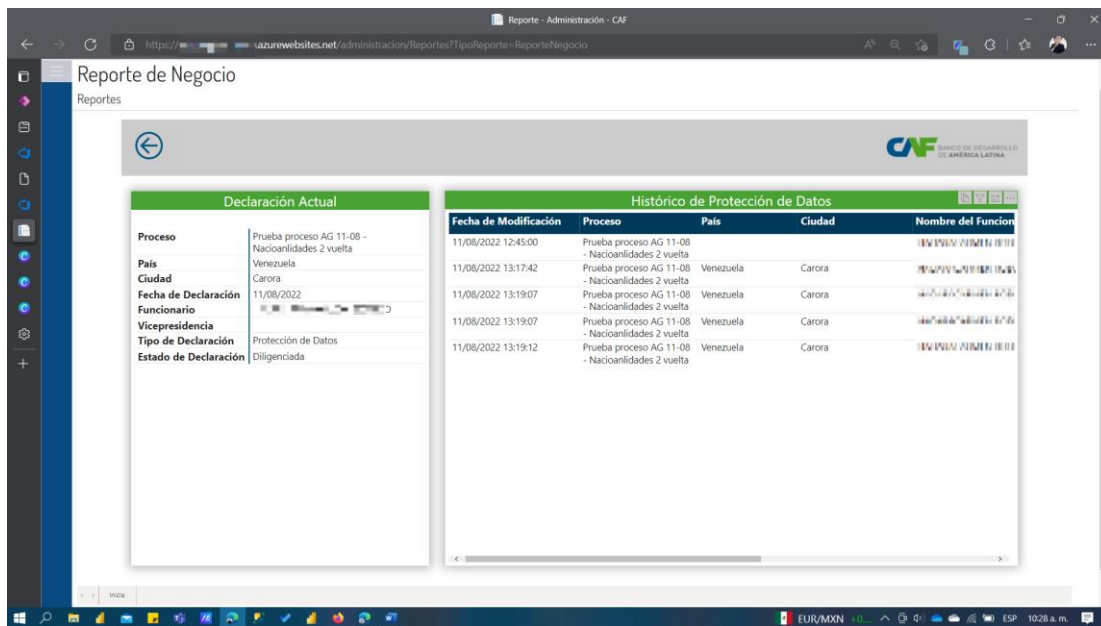 Reporte - Administración - CAF
https://
azurewebsites.net/administracion/Reportes?TipoReporte=ReporteNegocio
Reporte de Negocio
Reportes
CAF BANCO DE DESARROLLO
DE AMÉRICA LATINA
Declaración Actual
Proceso Prueba proceso AG 11-08 -
Nacioanlidades 2 vuelta
País Venezuela
Ciudad Carora
Fecha de Declaración 11/08/2022
Funcionario
Vicepresidencia
Tipo de Declaración Protección de Datos
Estado de Declaración Diligenciada
Histórico de Protección de Datos
Fecha de Modificación Proceso País Ciudad Nombre del Funcion
11/08/2022 12:45:00 Prueba proceso AG 11-08
- Nacioanlidades 2 vuelta
11/08/2022 13:17:42 Prueba proceso AG 11-08 Venezuela Carora
- Nacioanlidades 2 vuelta
11/08/2022 13:19:07 Prueba proceso AG 11-08 Venezuela Carora
- Nacioanlidades 2 vuelta
11/08/2022 13:19:07 Prueba proceso AG 11-08 Venezuela Carora
- Nacioanlidades 2 vuelta
11/08/2022 13:19:12 Prueba proceso AG 11-08 Venezuela Carora
- Nacioanlidades 2 vuelta
Inicio
EUR/MXN +0... ESP 10:28 a. m.